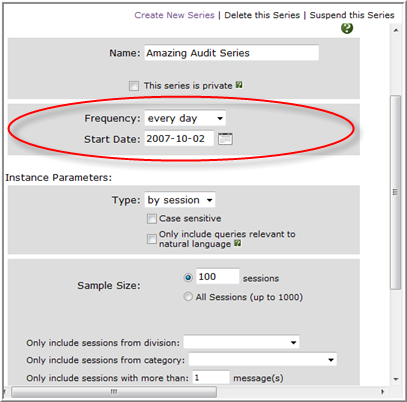 Create New Series | Delete this Series | Suspend this Series
?
Name: Amazing Audit Series
This series is private ?
Frequency: every day
Start Date: 2007-10-02
Instance Parameters:
Type: by session
Case sensitive
Only include queries relevant to
natural language ?
Sample Size: 100 sessions
All Sessions (up to 1000)
Only include sessions from division:
Only include sessions from category:
Only include sessions with more than: 1 message(s)